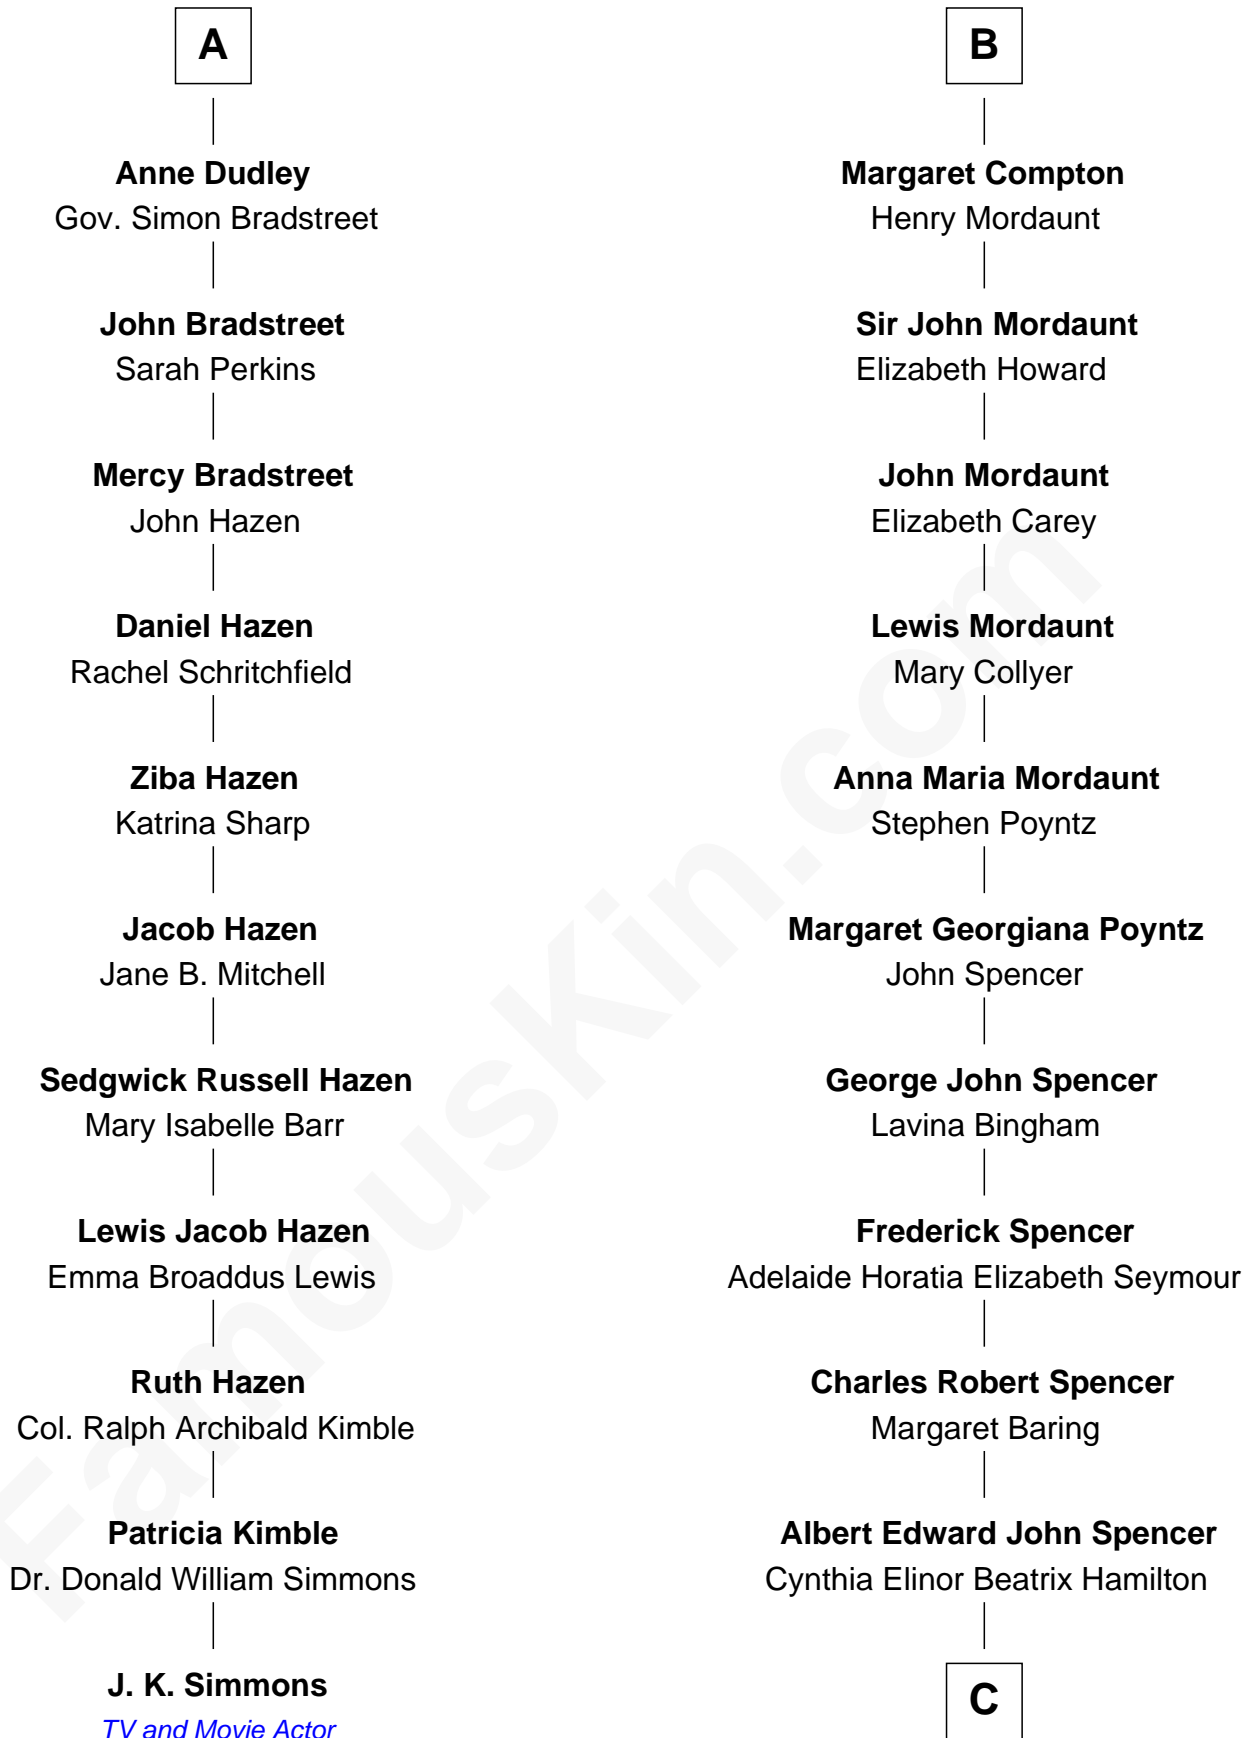 A
Anne Dudley
Gov. Simon Bradstreet
John Bradstreet
Sarah Perkins
Mercy Bradstreet
John Hazen
Daniel Hazen
Rachel Schritchfield
Ziba Hazen
Katrina Sharp
Jacob Hazen
Jane B. Mitchell
Sedgwick Russell Hazen
Mary Isabelle Barr
Lewis Jacob Hazen
Emma Broaddus Lewis
Ruth Hazen
Col. Ralph Archibald Kimble
Patricia Kimble
Dr. Donald William Simmons
J. K. Simmons
TV and Movie Actor
B
Margaret Compton
Henry Mordaunt
Sir John Mordaunt
Elizabeth Howard
John Mordaunt
Elizabeth Carey
Lewis Mordaunt
Mary Collyer
Anna Maria Mordaunt
Stephen Poyntz
Margaret Georgiana Poyntz
John Spencer
George John Spencer
Lavina Bingham
Frederick Spencer
Adelaide Horatia Elizabeth Seymour
Charles Robert Spencer
Margaret Baring
Albert Edward John Spencer
Cynthia Elinor Beatrix Hamilton
C
FamousKin.com